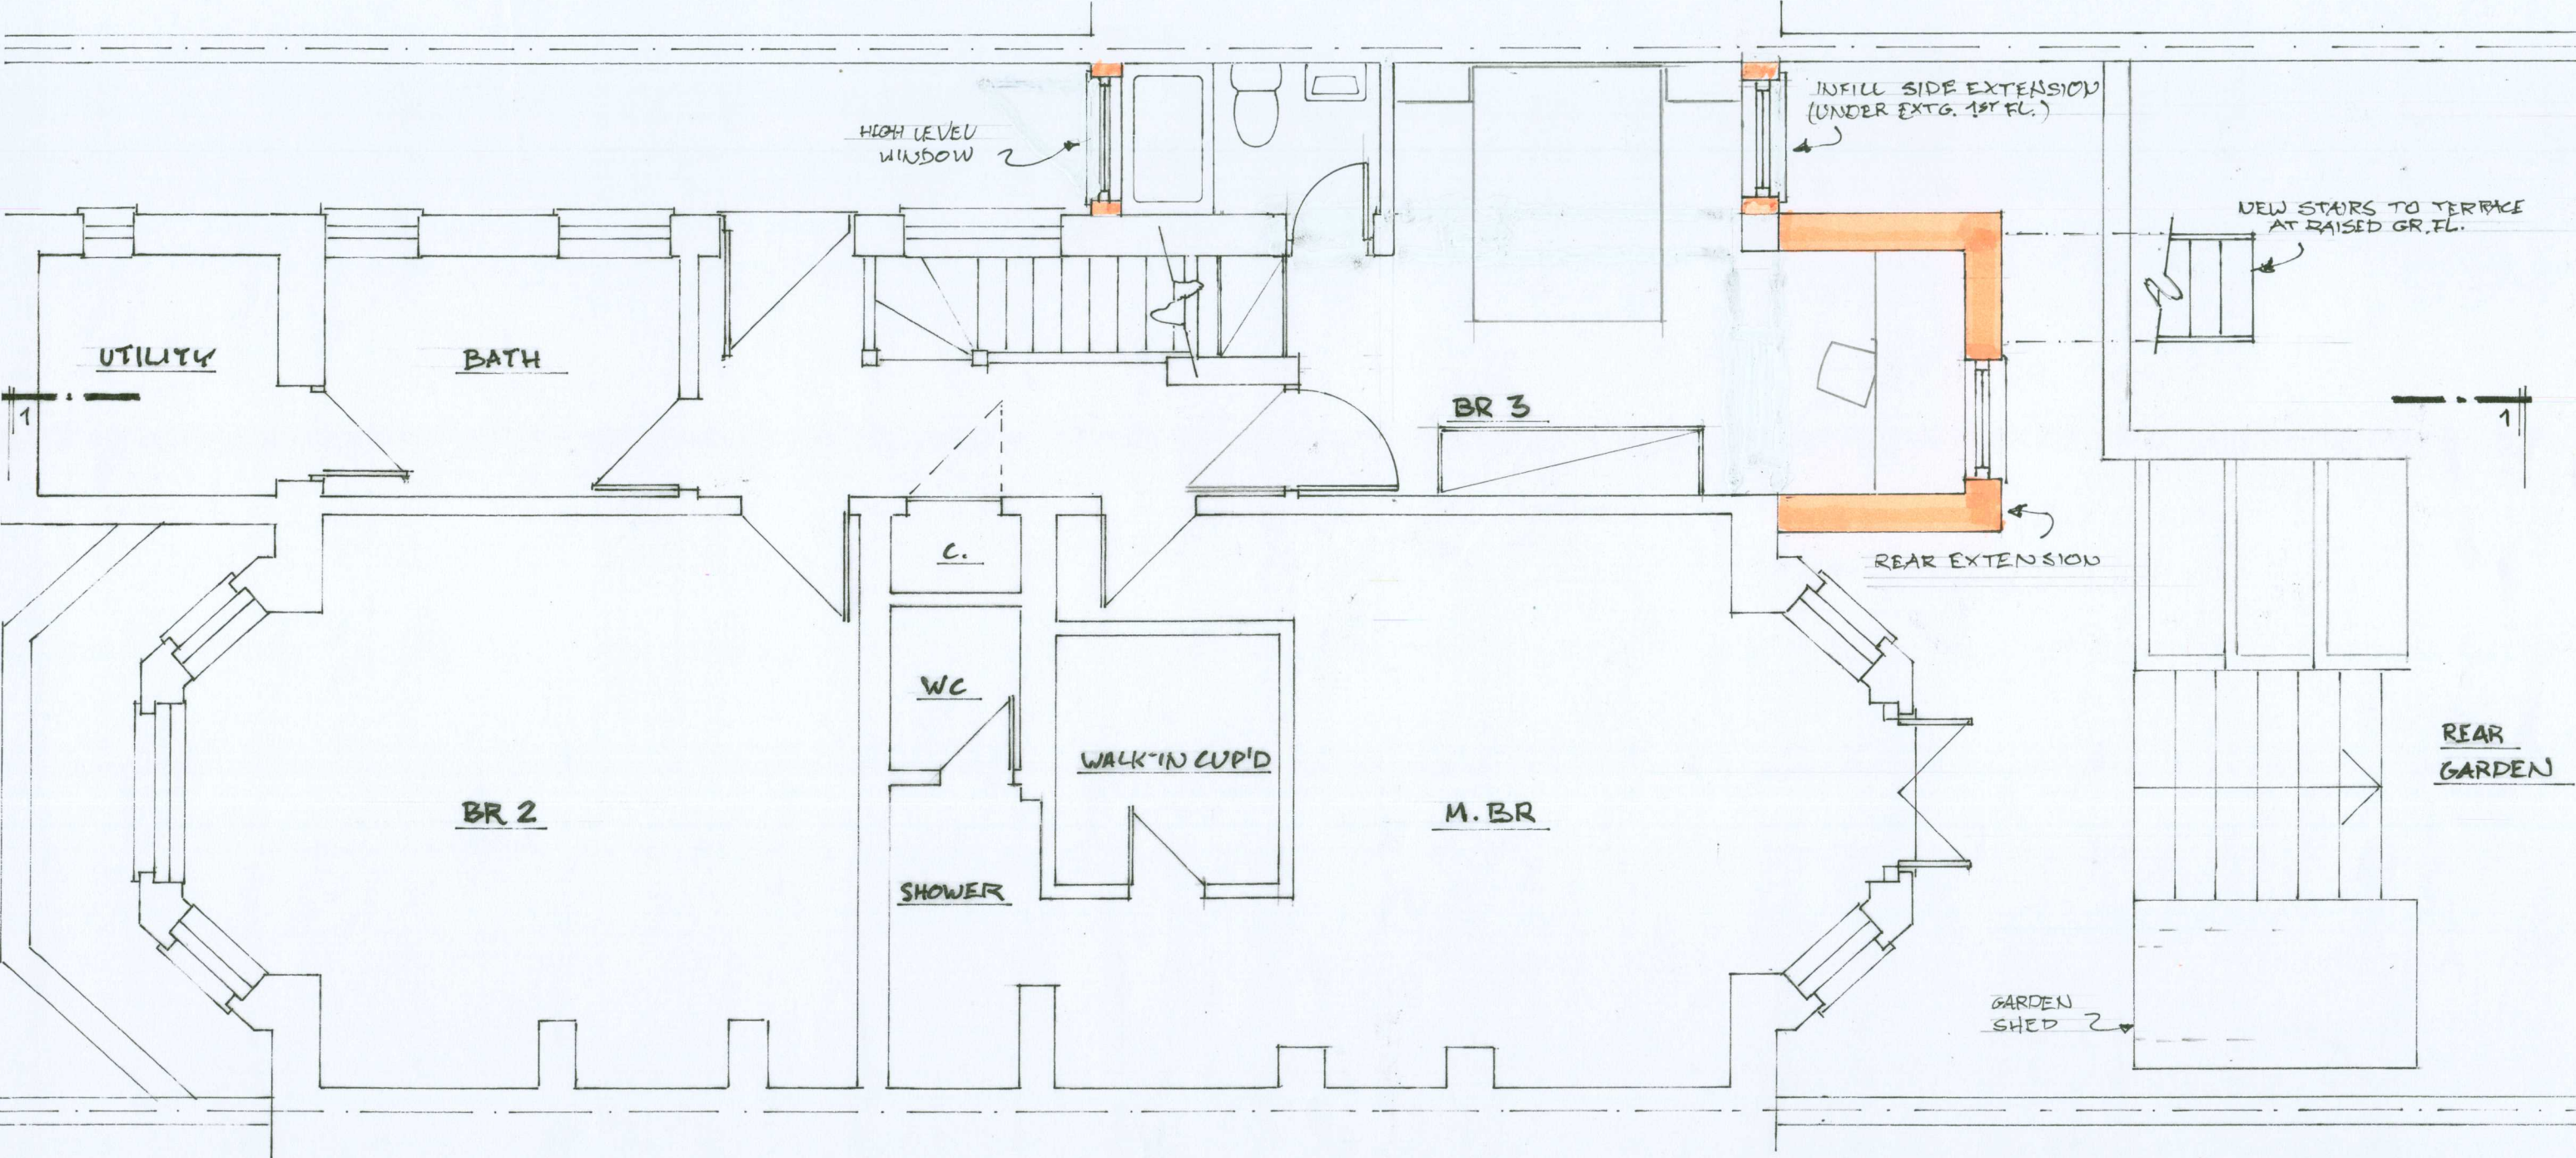 INFILL SIDE EXTENSION
(UNDER EXTG. 1ST FL.)
HIGH LEVEL
WINDOW
NEW STAIRS TO TERRACE
AT RAISED GR. FL.
UTILITY
BATH
BR 3
1
1
C.
REAR EXTENSION
WC
WALK-IN CUP'D
REAR
GARDEN
BR 2
M. BR
SHOWER
GARDEN
SHED